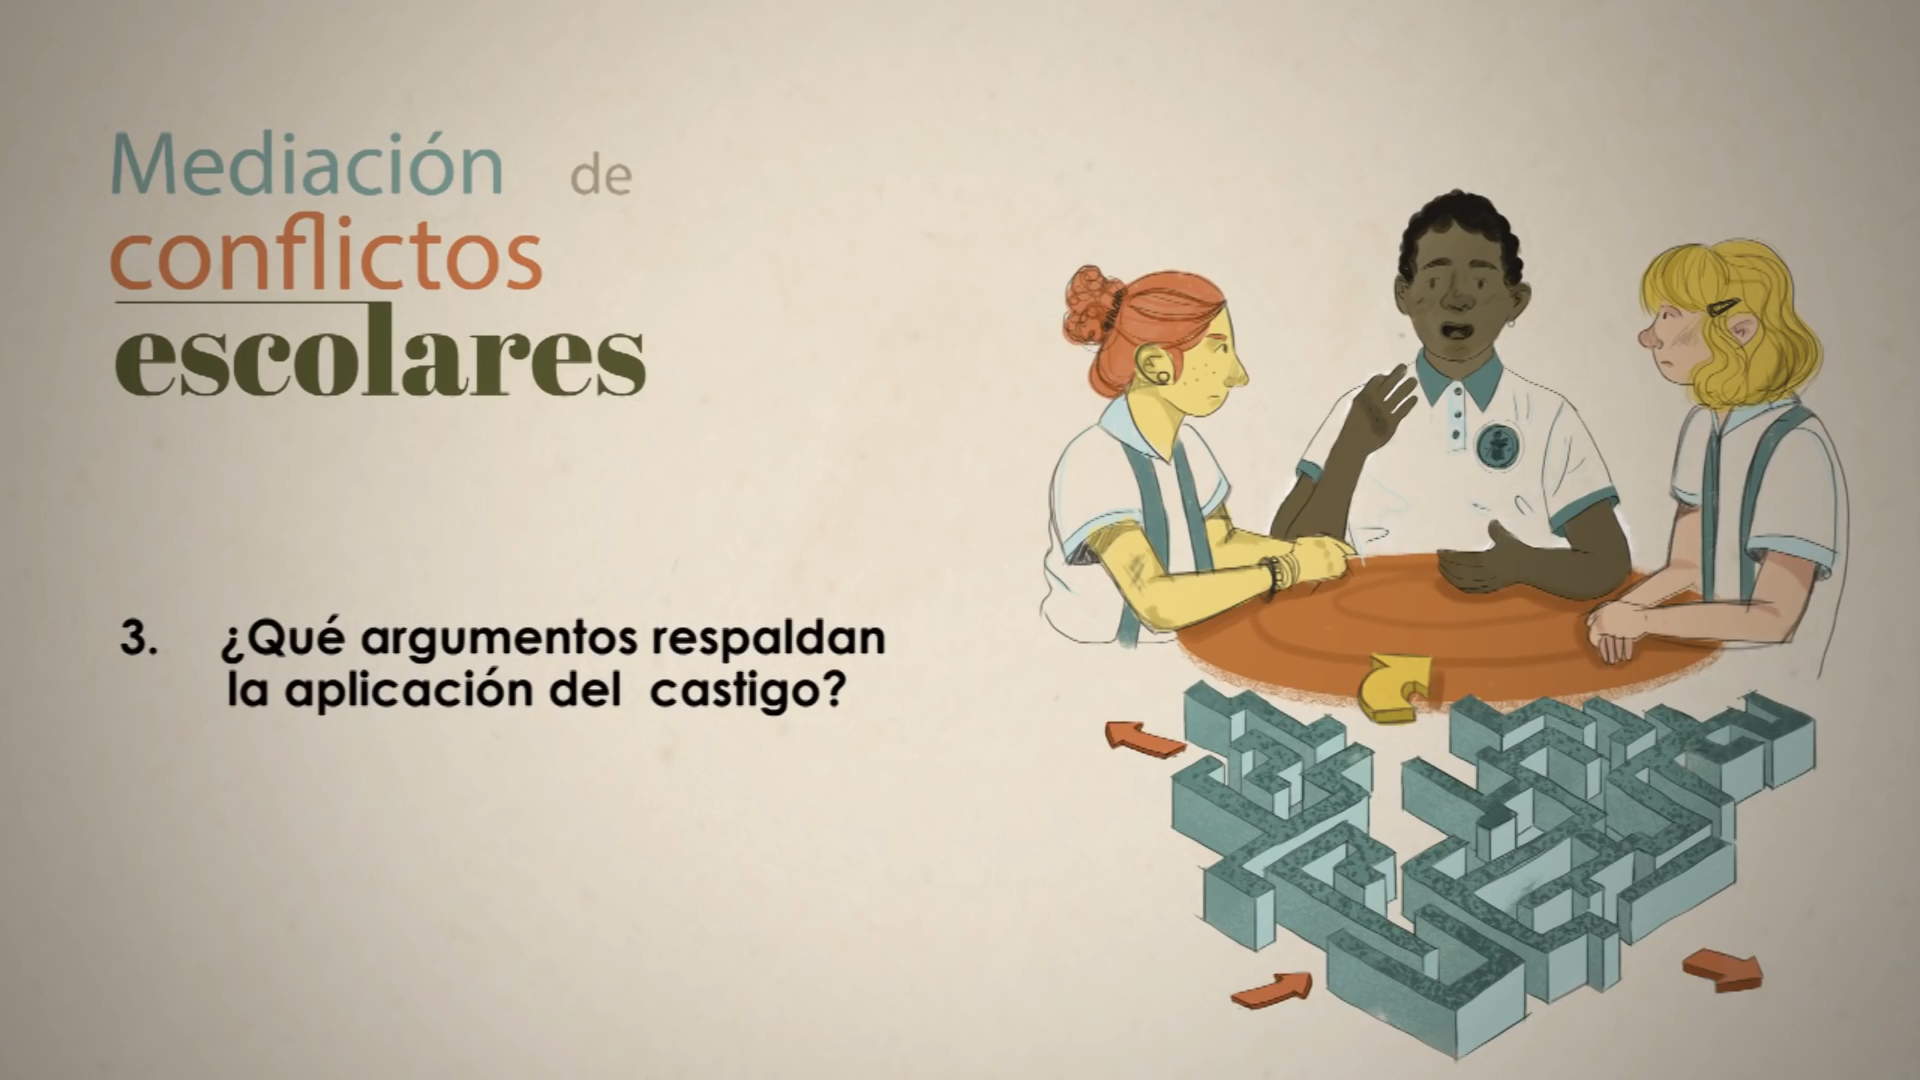 Mediación de
conflictos
escolares
3. ¿Qué argumentos respaldan
la aplicación del castigo?